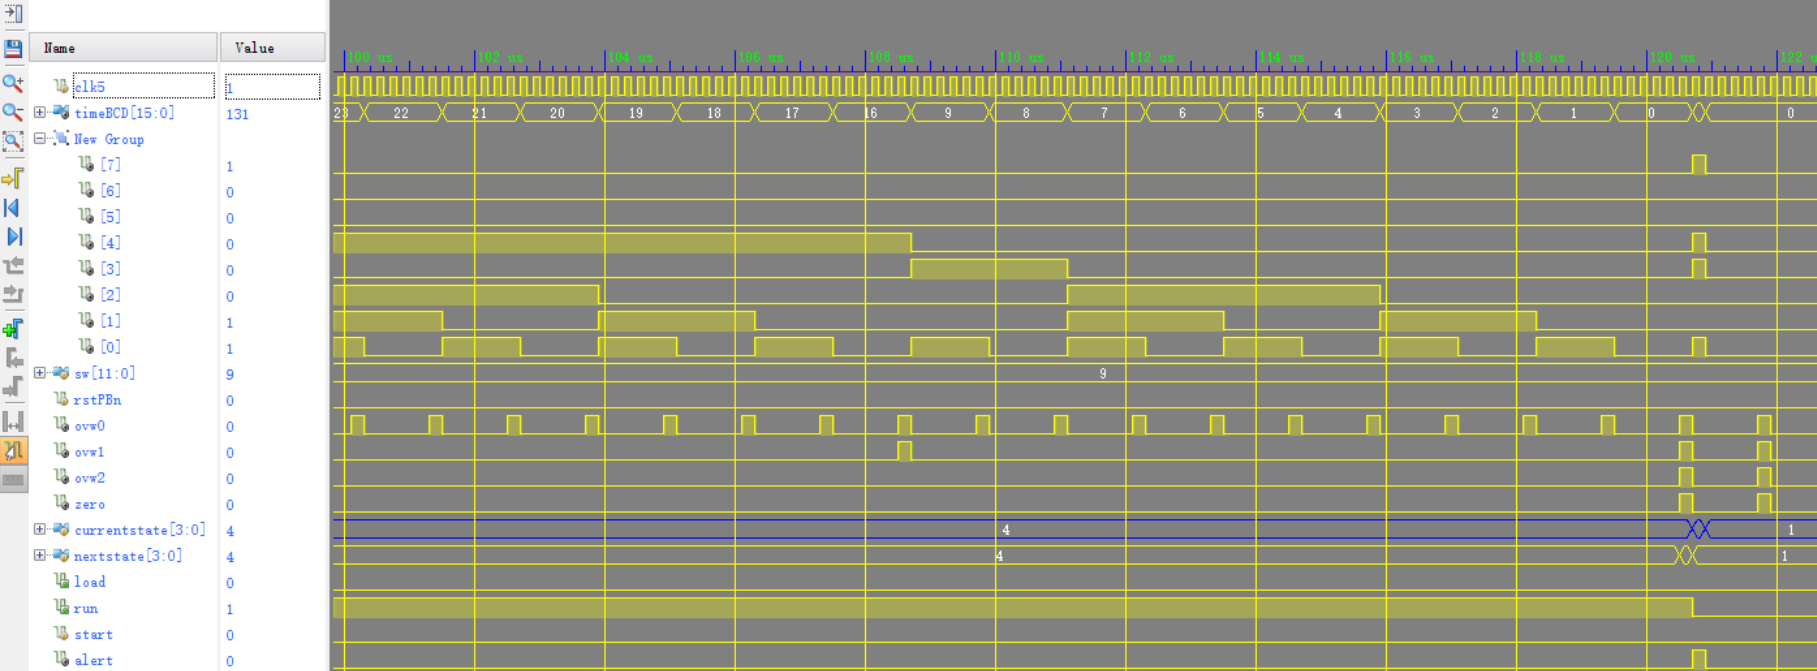 Name Value
100 us 102 us 104 us 106 us 108 us 110 us 112 us 114 us 116 us 118 us 120 us 122 u
clk5 1
timeBCD[15:0] 131 23 22 21 20 19 18 17 16 9 8 7 6 5 4 3 2 1 0 0
New Group
[7] 1
[6] 0
[5] 0
[4] 0
[3] 0
[2] 0
[1] 1
[0] 1
sw[11:0] 9 9
rstPBn 0
ovw0 0
ovw1 0
ovw2 0
zero 0
currentstate[3:0] 4 4 1
nextstate[3:0] 4 4 1
load 0
run 1
start 0
alert 0